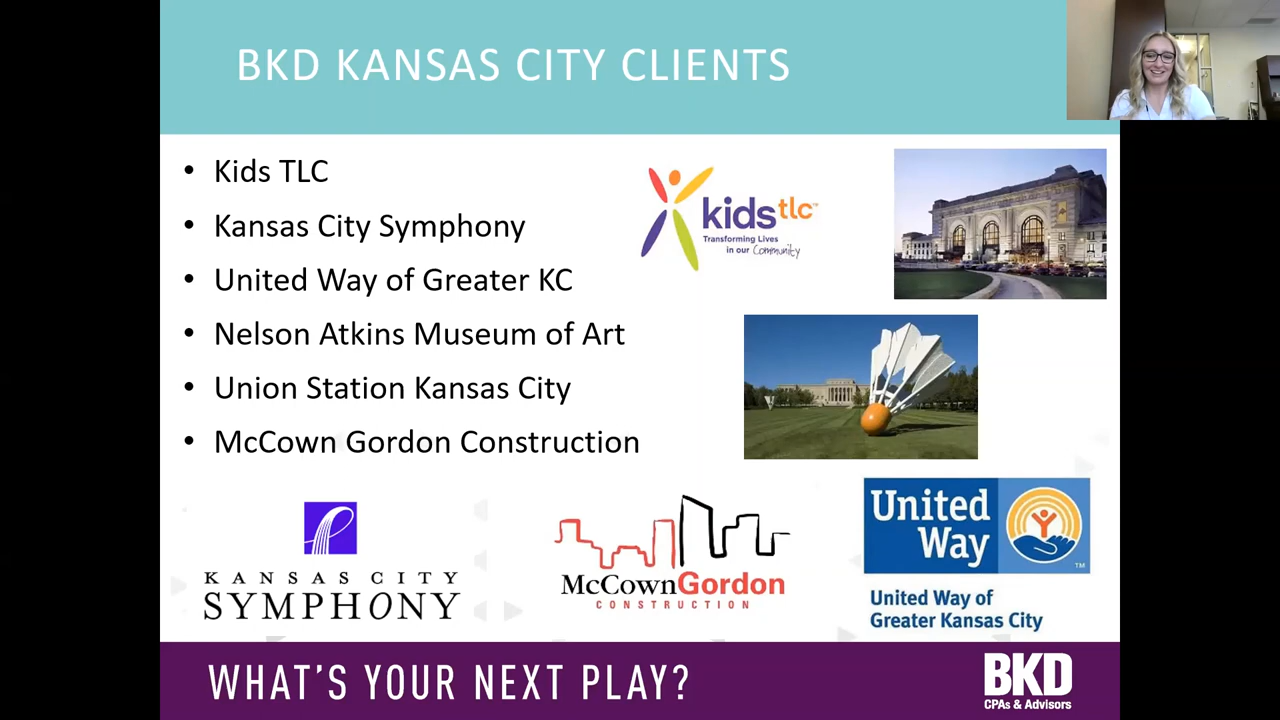 BKD KANSAS CITY CLIENTS
• Kids TLC
• Kansas City Symphony
• United Way of Greater KC
• Nelson Atkins Museum of Art
• Union Station Kansas City
• McCown Gordon Construction
kids tlc™
Transforming Lives
in our Community
KANSAS CITY
SYMPHONY
McCownGordon
CONSTRUCTION
United
Way
TM
United Way of
Greater Kansas City
WHAT'S YOUR NEXT PLAY?
BKD
CPAs & Advisors